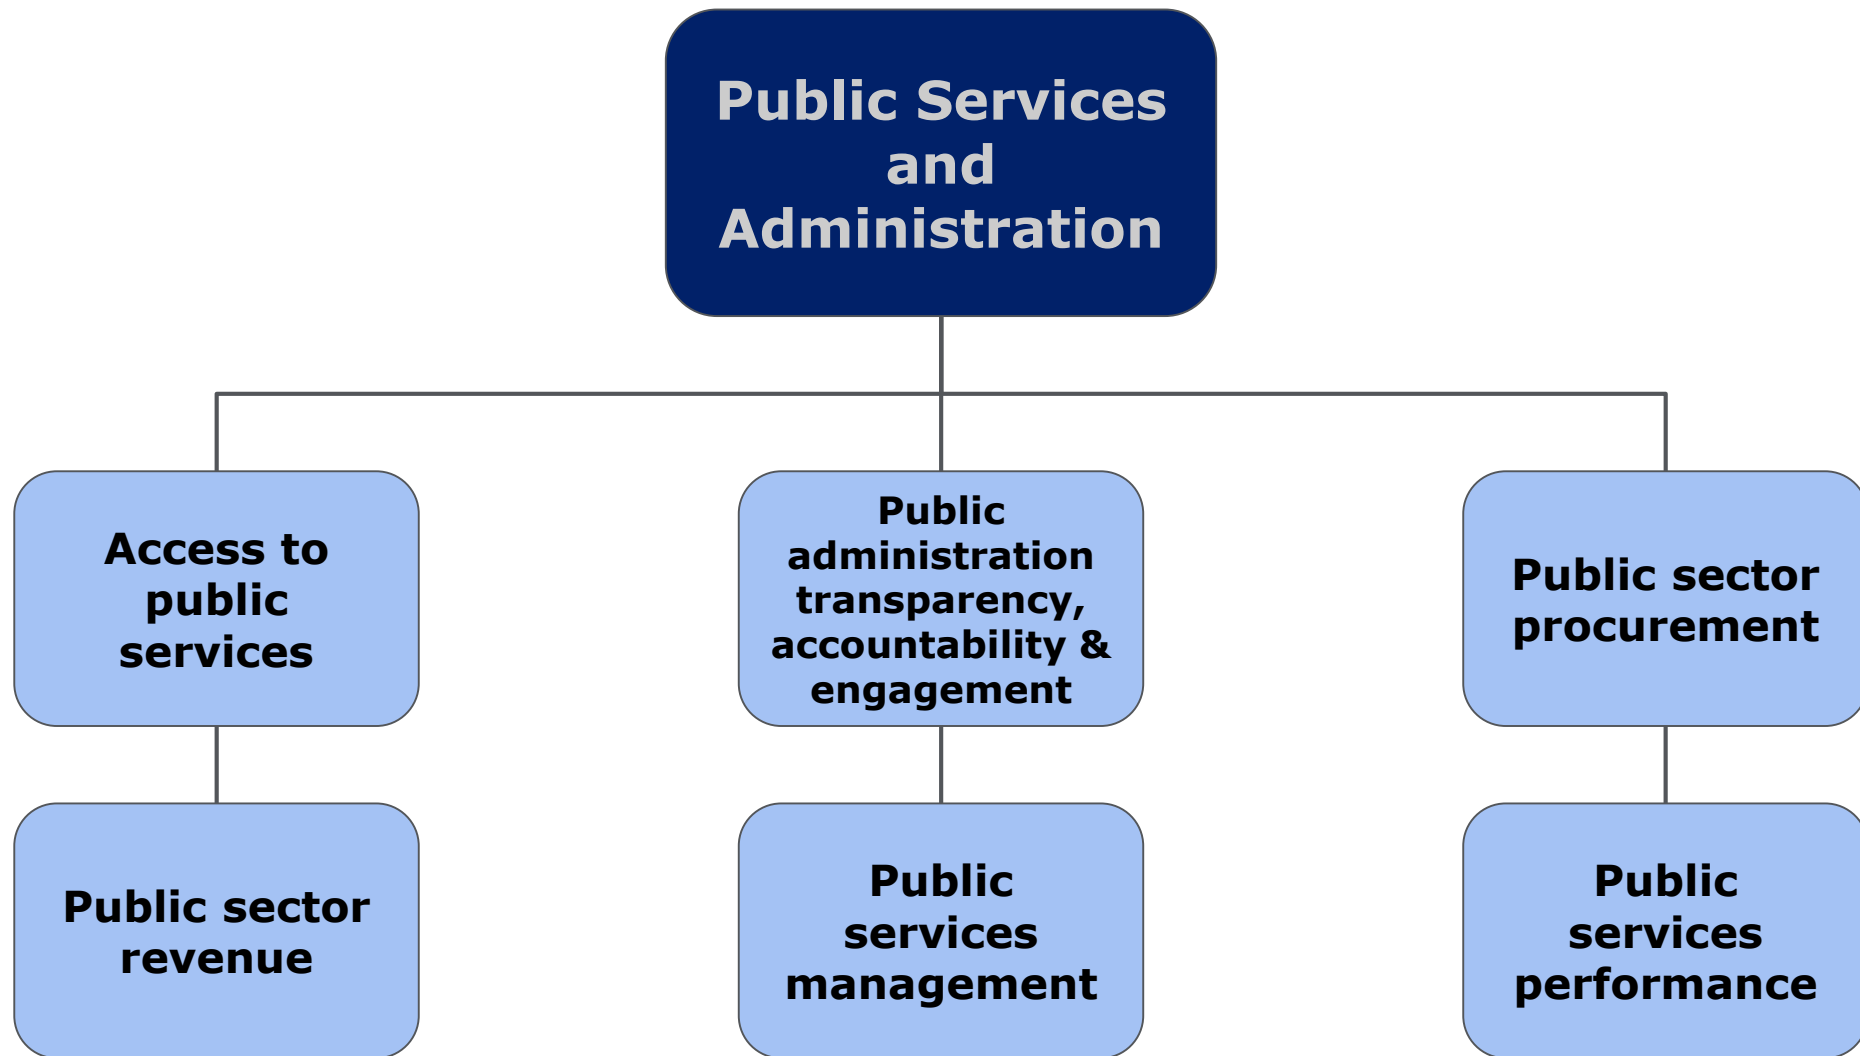 Public Services
and
Administration
Access to
public
services
Public
administration
transparency,
accountability &
engagement
Public sector
procurement
Public sector
revenue
Public
services
management
Public
services
performance